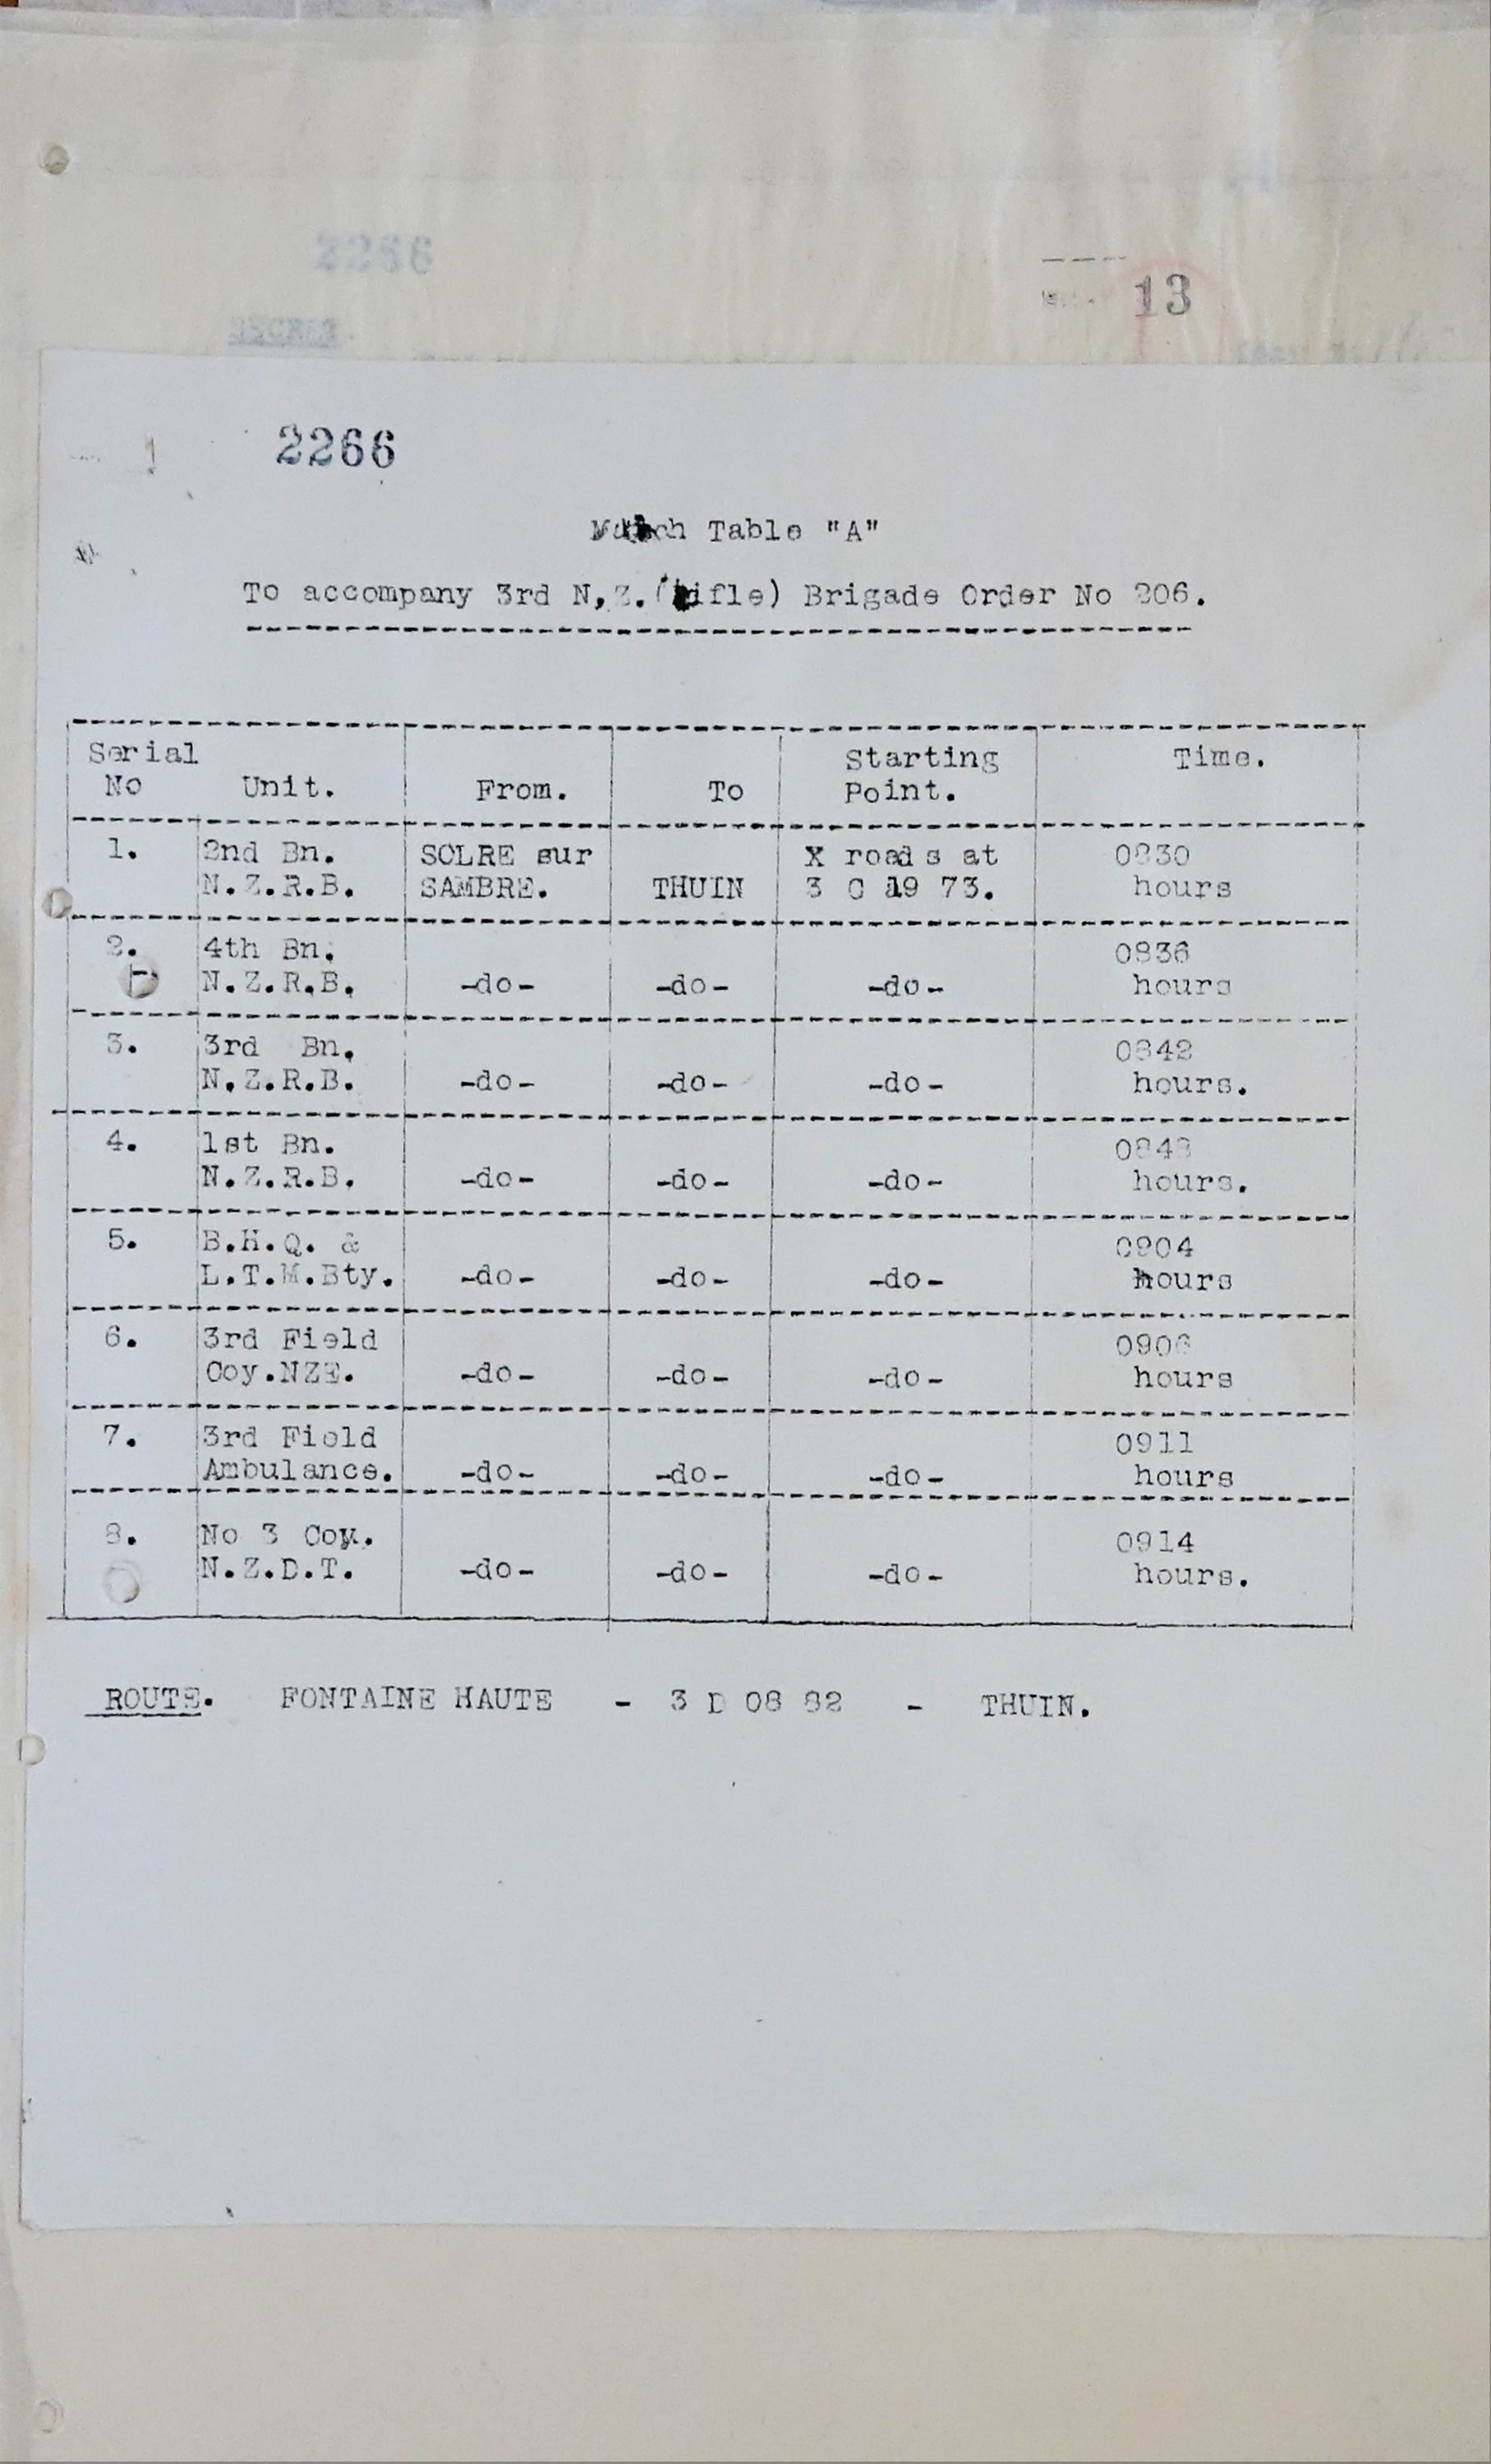 2266
13
SECRET.
2266
March Table "A"
To accompany 3rd N,Z.(Rifle) Brigade Order No 206.
Serial No Unit. From. To Starting Point. Time.
1. 2nd Bn. SOLRE sur X roads at 0830
N.Z.R.B. SAMBRE. THUIN 3 C 19 73. hours
2. 4th Bn. 0836
N.Z.R.B. -do- -do- -do- hours
3. 3rd Bn. 0842
N.Z.R.B. -do- -do- -do- hours.
4. 1st Bn. 0848
N.Z.R.B. -do- -do- -do- hours.
5. B.H.Q. & 0904
L.T.M.Bty. -do- -do- -do- hours
6. 3rd Field 0906
Coy.NZE. -do- -do- -do- hours
7. 3rd Field 0911
Ambulance. -do- -do- -do- hours
8. No 3 Coy. 0914
N.Z.D.T. -do- -do- -do- hours.
ROUTE. FONTAINE HAUTE - 3 D 08 82 - THUIN.